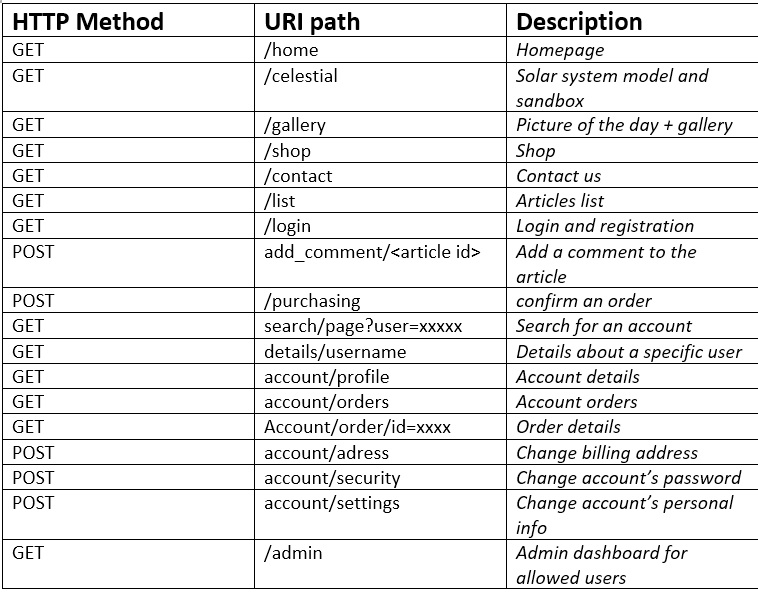 HTTP Method URI path Description
GET /home Homepage
GET /celestial Solar system model and
sandbox
GET /gallery Picture of the day + gallery
GET /shop Shop
GET /contact Contact us
GET /list Articles list
GET /login Login and registration
POST add_comment/<article id> Add a comment to the
article
POST /purchasing confirm an order
GET search/page?user=xxxxx Search for an account
GET details/username Details about a specific user
GET account/profile Account details
GET account/orders Account orders
GET Account/order/id=xxxx Order details
POST account/adress Change billing address
POST account/security Change account’s password
POST account/settings Change account’s personal
info
GET /admin Admin dashboard for
allowed users